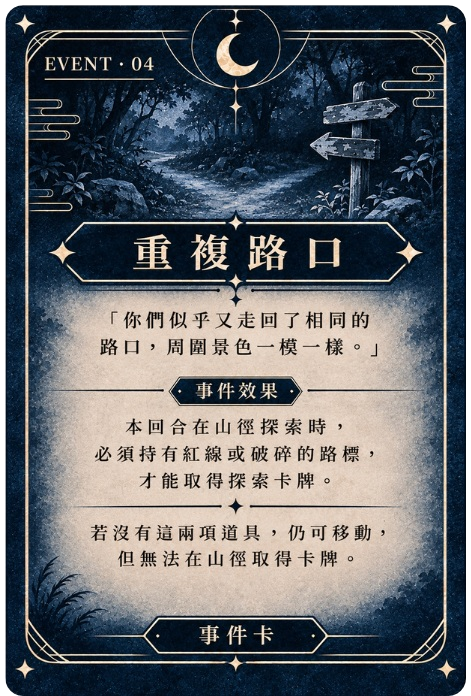 EVENT · 04
重複路口
「你們似乎又走回了相同的
路口，周圍景色一模一樣。」
事件效果
本回合在山徑探索時，
必須持有紅線或破碎的路標，
才能取得探索卡牌。
若沒有這兩項道具，仍可移動，
但無法在山徑取得卡牌。
事件卡